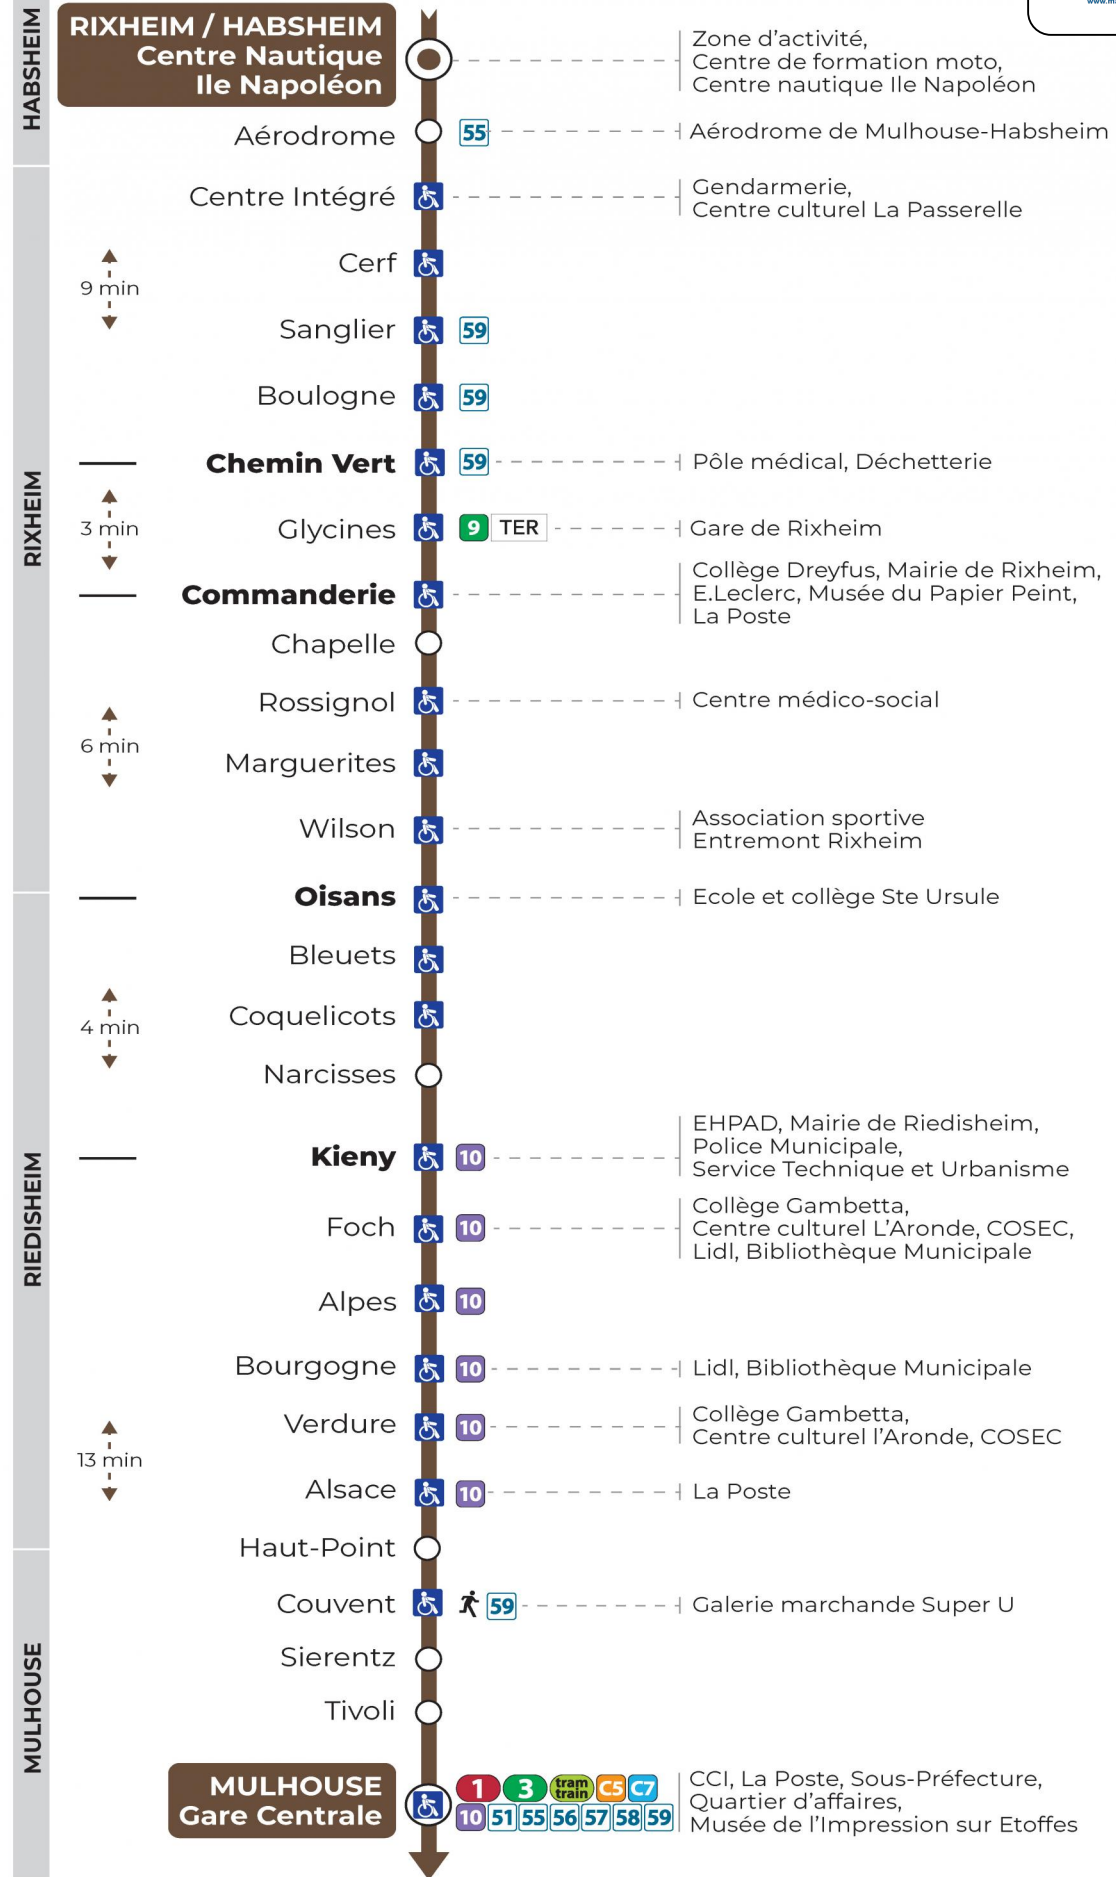 www.m
HABSHEIM
RIXHEIM / HABSHEIM
Centre Nautique
Ile Napoléon
Zone d’activité,
Centre de formation moto,
Centre nautique Ile Napoléon
Aérodrome
55
Aérodrome de Mulhouse-Habsheim
RIXHEIM
Centre Intégré
Gendarmerie,
Centre culturel La Passerelle
Cerf
9 min
Sanglier
59
Boulogne
59
Chemin Vert
59
Pôle médical, Déchetterie
3 min
Glycines
9 TER
Gare de Rixheim
Commanderie
Collège Dreyfus, Mairie de Rixheim,
E.Leclerc, Musée du Papier Peint,
La Poste
Chapelle
Rossignol
Centre médico-social
6 min
Marguerites
Wilson
Association sportive
Entremont Rixheim
RIEDISHEIM
Oisans
Ecole et collège Ste Ursule
Bleuets
Coquelicots
4 min
Narcisses
Kieny
10
EHPAD, Mairie de Riedisheim,
Police Municipale,
Service Technique et Urbanisme
Foch
10
Collège Gambetta,
Centre culturel L’Aronde, COSEC,
Lidl, Bibliothèque Municipale
Alpes
10
Bourgogne
10
Lidl, Bibliothèque Municipale
Verdure
10
Collège Gambetta,
Centre culturel l’Aronde, COSEC
13 min
Alsace
10
La Poste
Haut-Point
MULHOUSE
Couvent
59
Galerie marchande Super U
Sierentz
Tivoli
MULHOUSE
Gare Centrale
1 3 tram train C5 C7
10 51 55 56 57 58 59
CCI, La Poste, Sous-Préfecture,
Quartier d’affaires,
Musée de l’Impression sur Etoffes